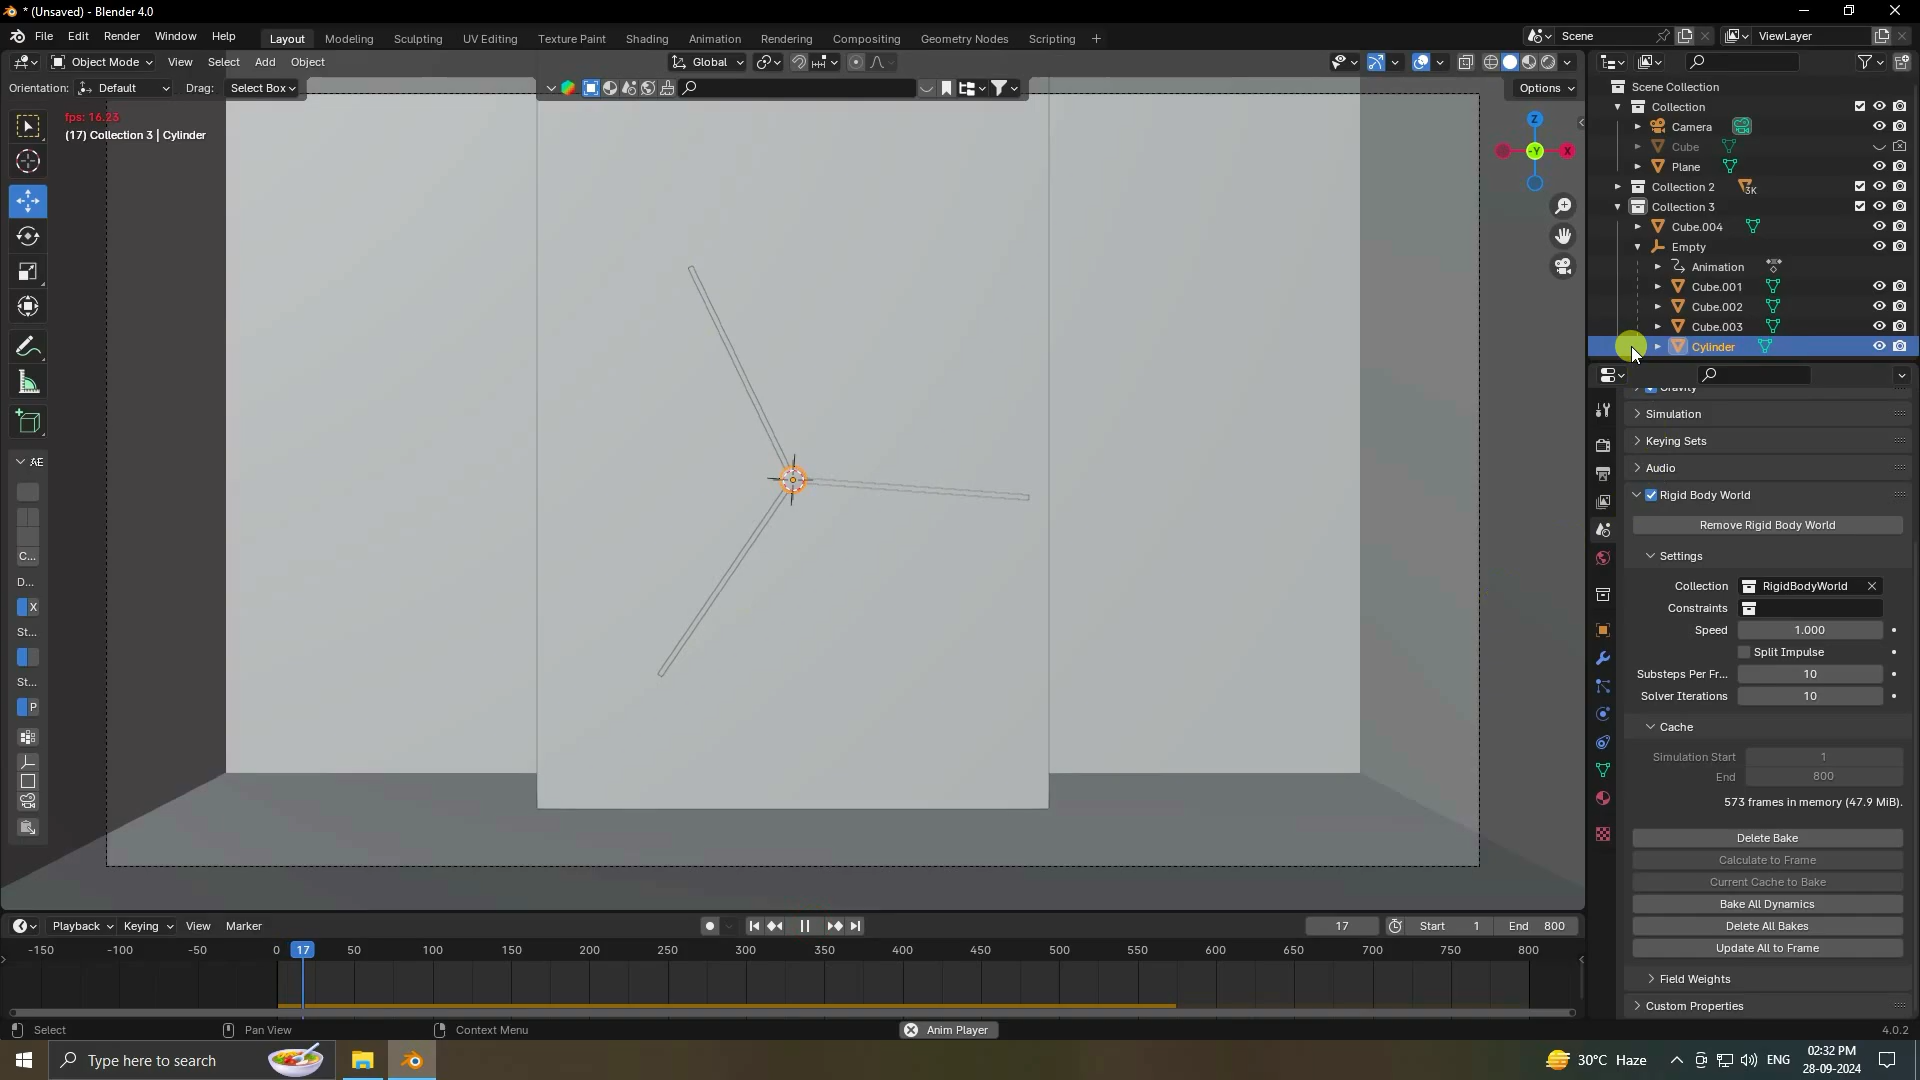 * (Unsaved) - Blender 4.0
File Edit Render Window Help
Layout Modeling Sculpting UV Editing Texture Paint Shading Animation Rendering Compositing Geometry Nodes Scripting +
Scene
ViewLayer
Object Mode View Select Add Object
Global
Orientation: Default Drag: Select Box
Options
fps: 16.23
(17) Collection 3 | Cylinder
Z
-Y
X
AE
C...
D...
X
St...
St...
P
Scene Collection
Collection
Camera
Cube
Plane
Collection 2 3K
Collection 3
Cube.004
Empty
Animation
Cube.001
Cube.002
Cube.003
Cylinder
Gravity
Simulation
Keying Sets
Audio
Rigid Body World
Remove Rigid Body World
Settings
Collection RigidBodyWorld
Constraints
Speed 1.000
Split Impulse
Substeps Per Fr... 10
Solver Iterations 10
Cache
Simulation Start 1
End 800
573 frames in memory (47.9 MiB).
Delete Bake
Calculate to Frame
Current Cache to Bake
Bake All Dynamics
Delete All Bakes
Update All to Frame
Field Weights
Custom Properties
Playback Keying View Marker
17 Start 1 End 800
-150 -100 -50 0 17 50 100 150 200 250 300 350 400 450 500 550 600 650 700 750 800
Select Pan View Context Menu Anim Player 4.0.2
Type here to search
30°C Haze
ENG
02:32 PM
28-09-2024